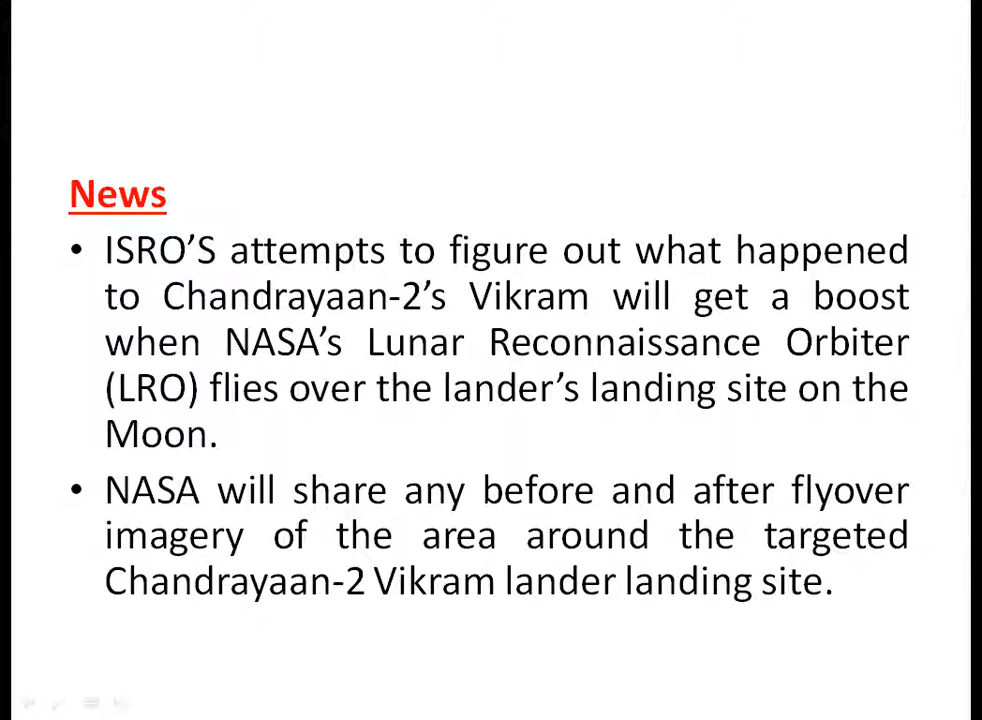 News
• ISRO’S attempts to figure out what happened
to Chandrayaan-2’s Vikram will get a boost
when NASA’s Lunar Reconnaissance Orbiter
(LRO) flies over the lander’s landing site on the
Moon.
• NASA will share any before and after flyover
imagery of the area around the targeted
Chandrayaan-2 Vikram lander landing site.